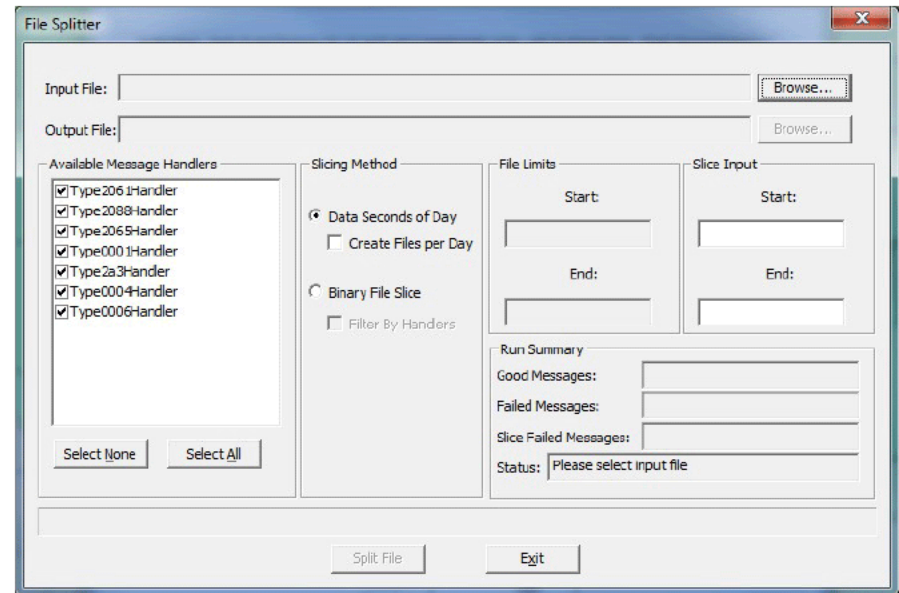 File Splitter
Input File:
Browse...
Output File:
Browse...
Available Message Handlers
Type2061Handler
Type2088Handler
Type2065Handler
Type0001Handler
Type2a3Handler
Type0004Handler
Type0006Handler
Select None
Select All
Slicing Method
Data Seconds of Day
Create Files per Day
Binary File Slice
Filter By Handlers
File Limits
Start:
End:
Slice Input
Start:
End:
Run Summary
Good Messages:
Failed Messages:
Slice Failed Messages:
Status: Please select input file
Split File
Exit